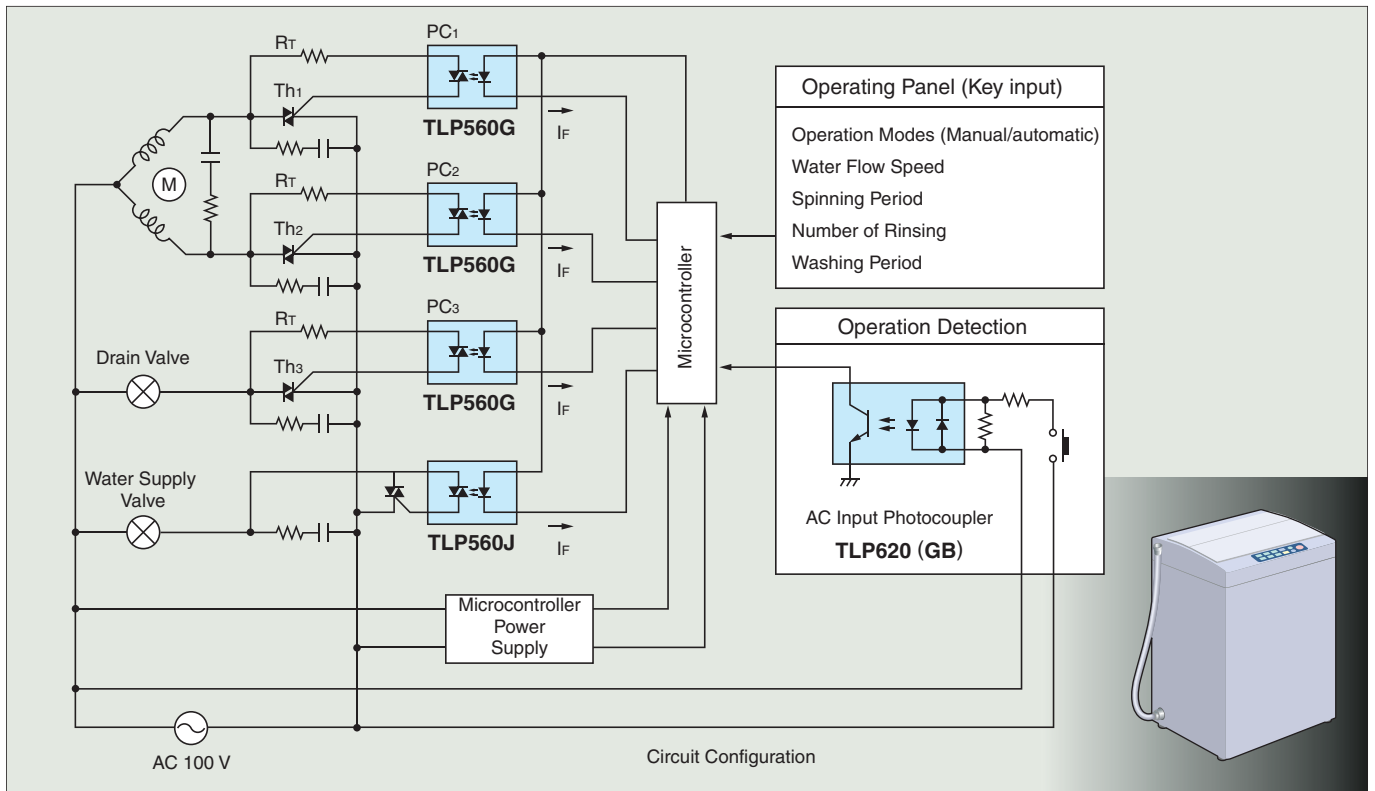 PC1
RT
Th1
TLP560G
IF
M
PC2
RT
Th2
TLP560G
IF
PC3
RT
Th3
TLP560G
IF
Drain Valve
Water Supply
Valve
TLP560J
IF
Microcontroller
Power
Supply
AC 100 V
Microcontroller
Operating Panel (Key input)
Operation Modes (Manual/automatic)
Water Flow Speed
Spinning Period
Number of Rinsing
Washing Period
Operation Detection
AC Input Photocoupler
TLP620 (GB)
Circuit Configuration